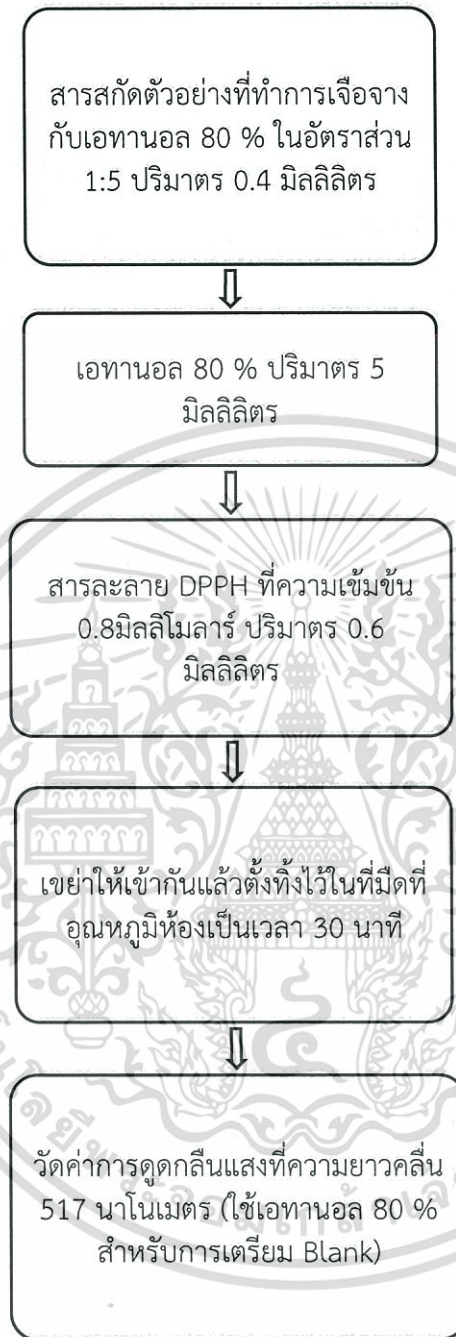 สารสกัดตัวอย่างที่ทำการเจือจาง
กับเอทานอล 80 % ในอัตราส่วน
1:5 ปริมาตร 0.4 มิลลิลิตร
เอทานอล 80 % ปริมาตร 5
มิลลิลิตร
สารละลาย DPPH ที่ความเข้มข้น
0.8มิลลิโมลาร์ ปริมาตร 0.6
มิลลิลิตร
เขย่าให้เข้ากันแล้วตั้งทิ้งไว้ในที่มืดที่
อุณหภูมิห้องเป็นเวลา 30 นาที
วัดค่าการดูดกลืนแสงที่ความยาวคลื่น
517 นาโนเมตร (ใช้เอทานอล 80 %
สำหรับการเตรียม Blank)